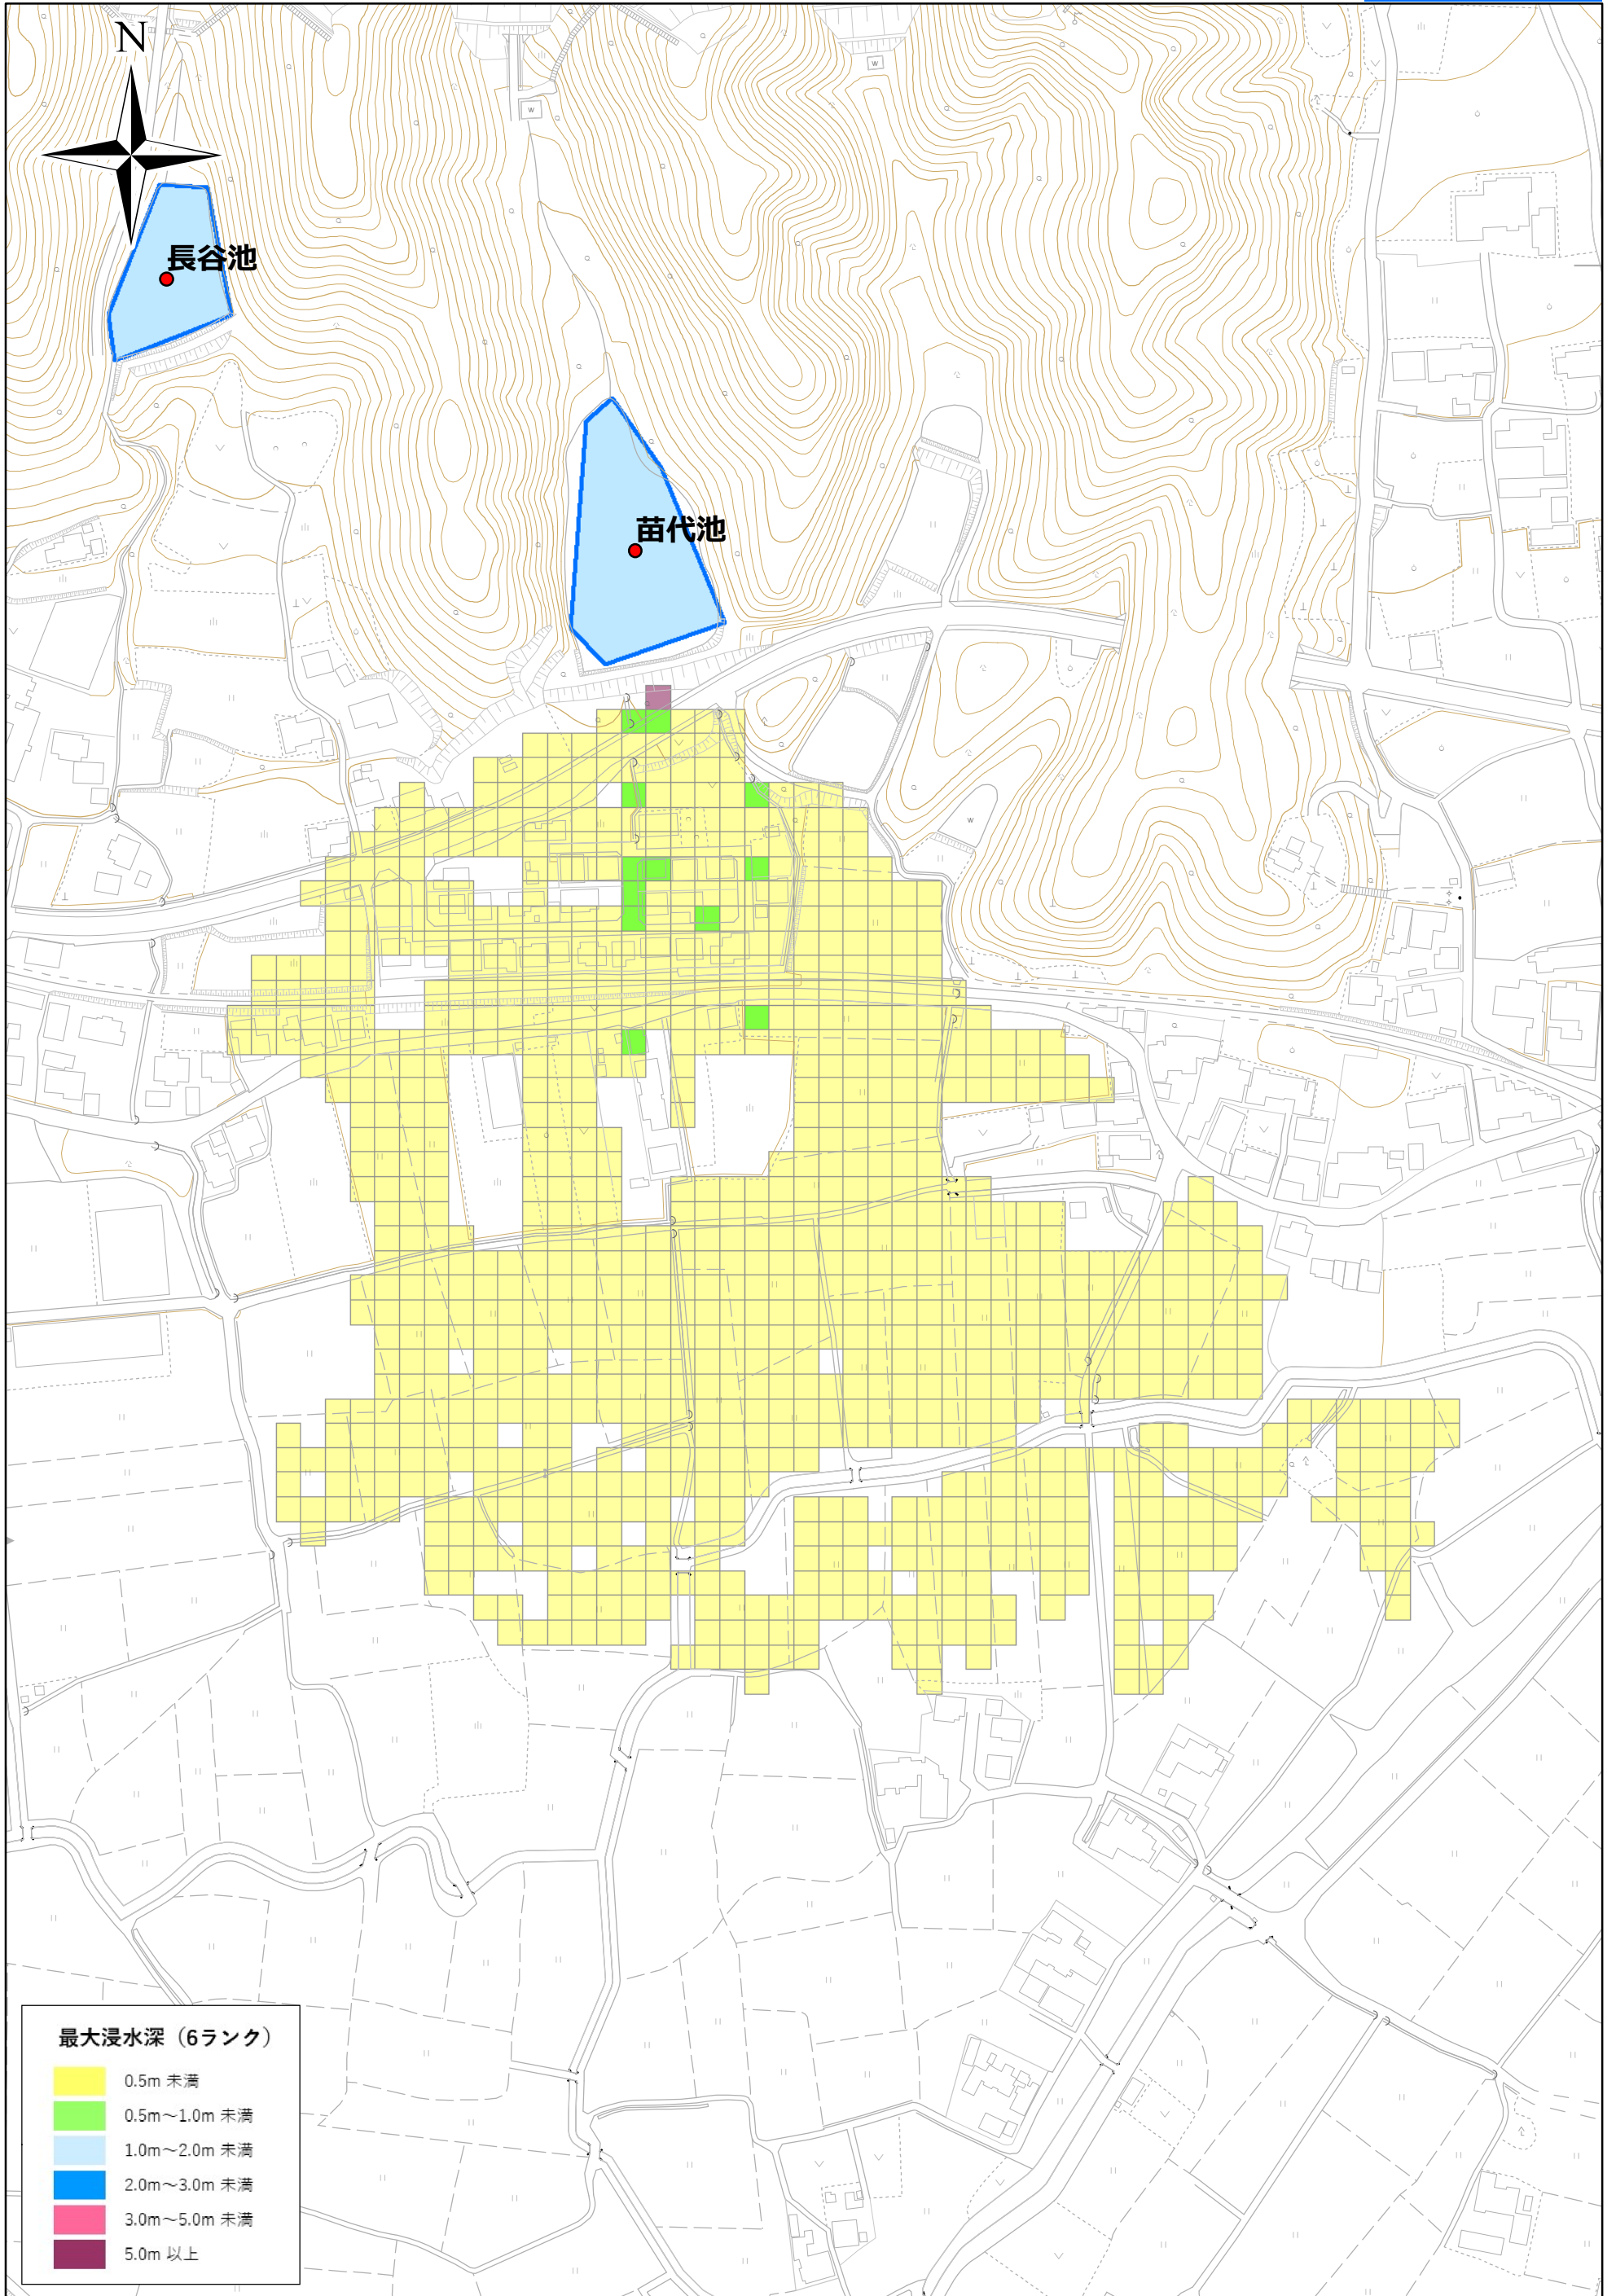 N
W
W
長谷池
苗代池
W
最大浸水深（6ランク）
0.5m 未満
0.5m～1.0m 未満
1.0m～2.0m 未満
2.0m～3.0m 未満
3.0m～5.0m 未満
5.0m 以上